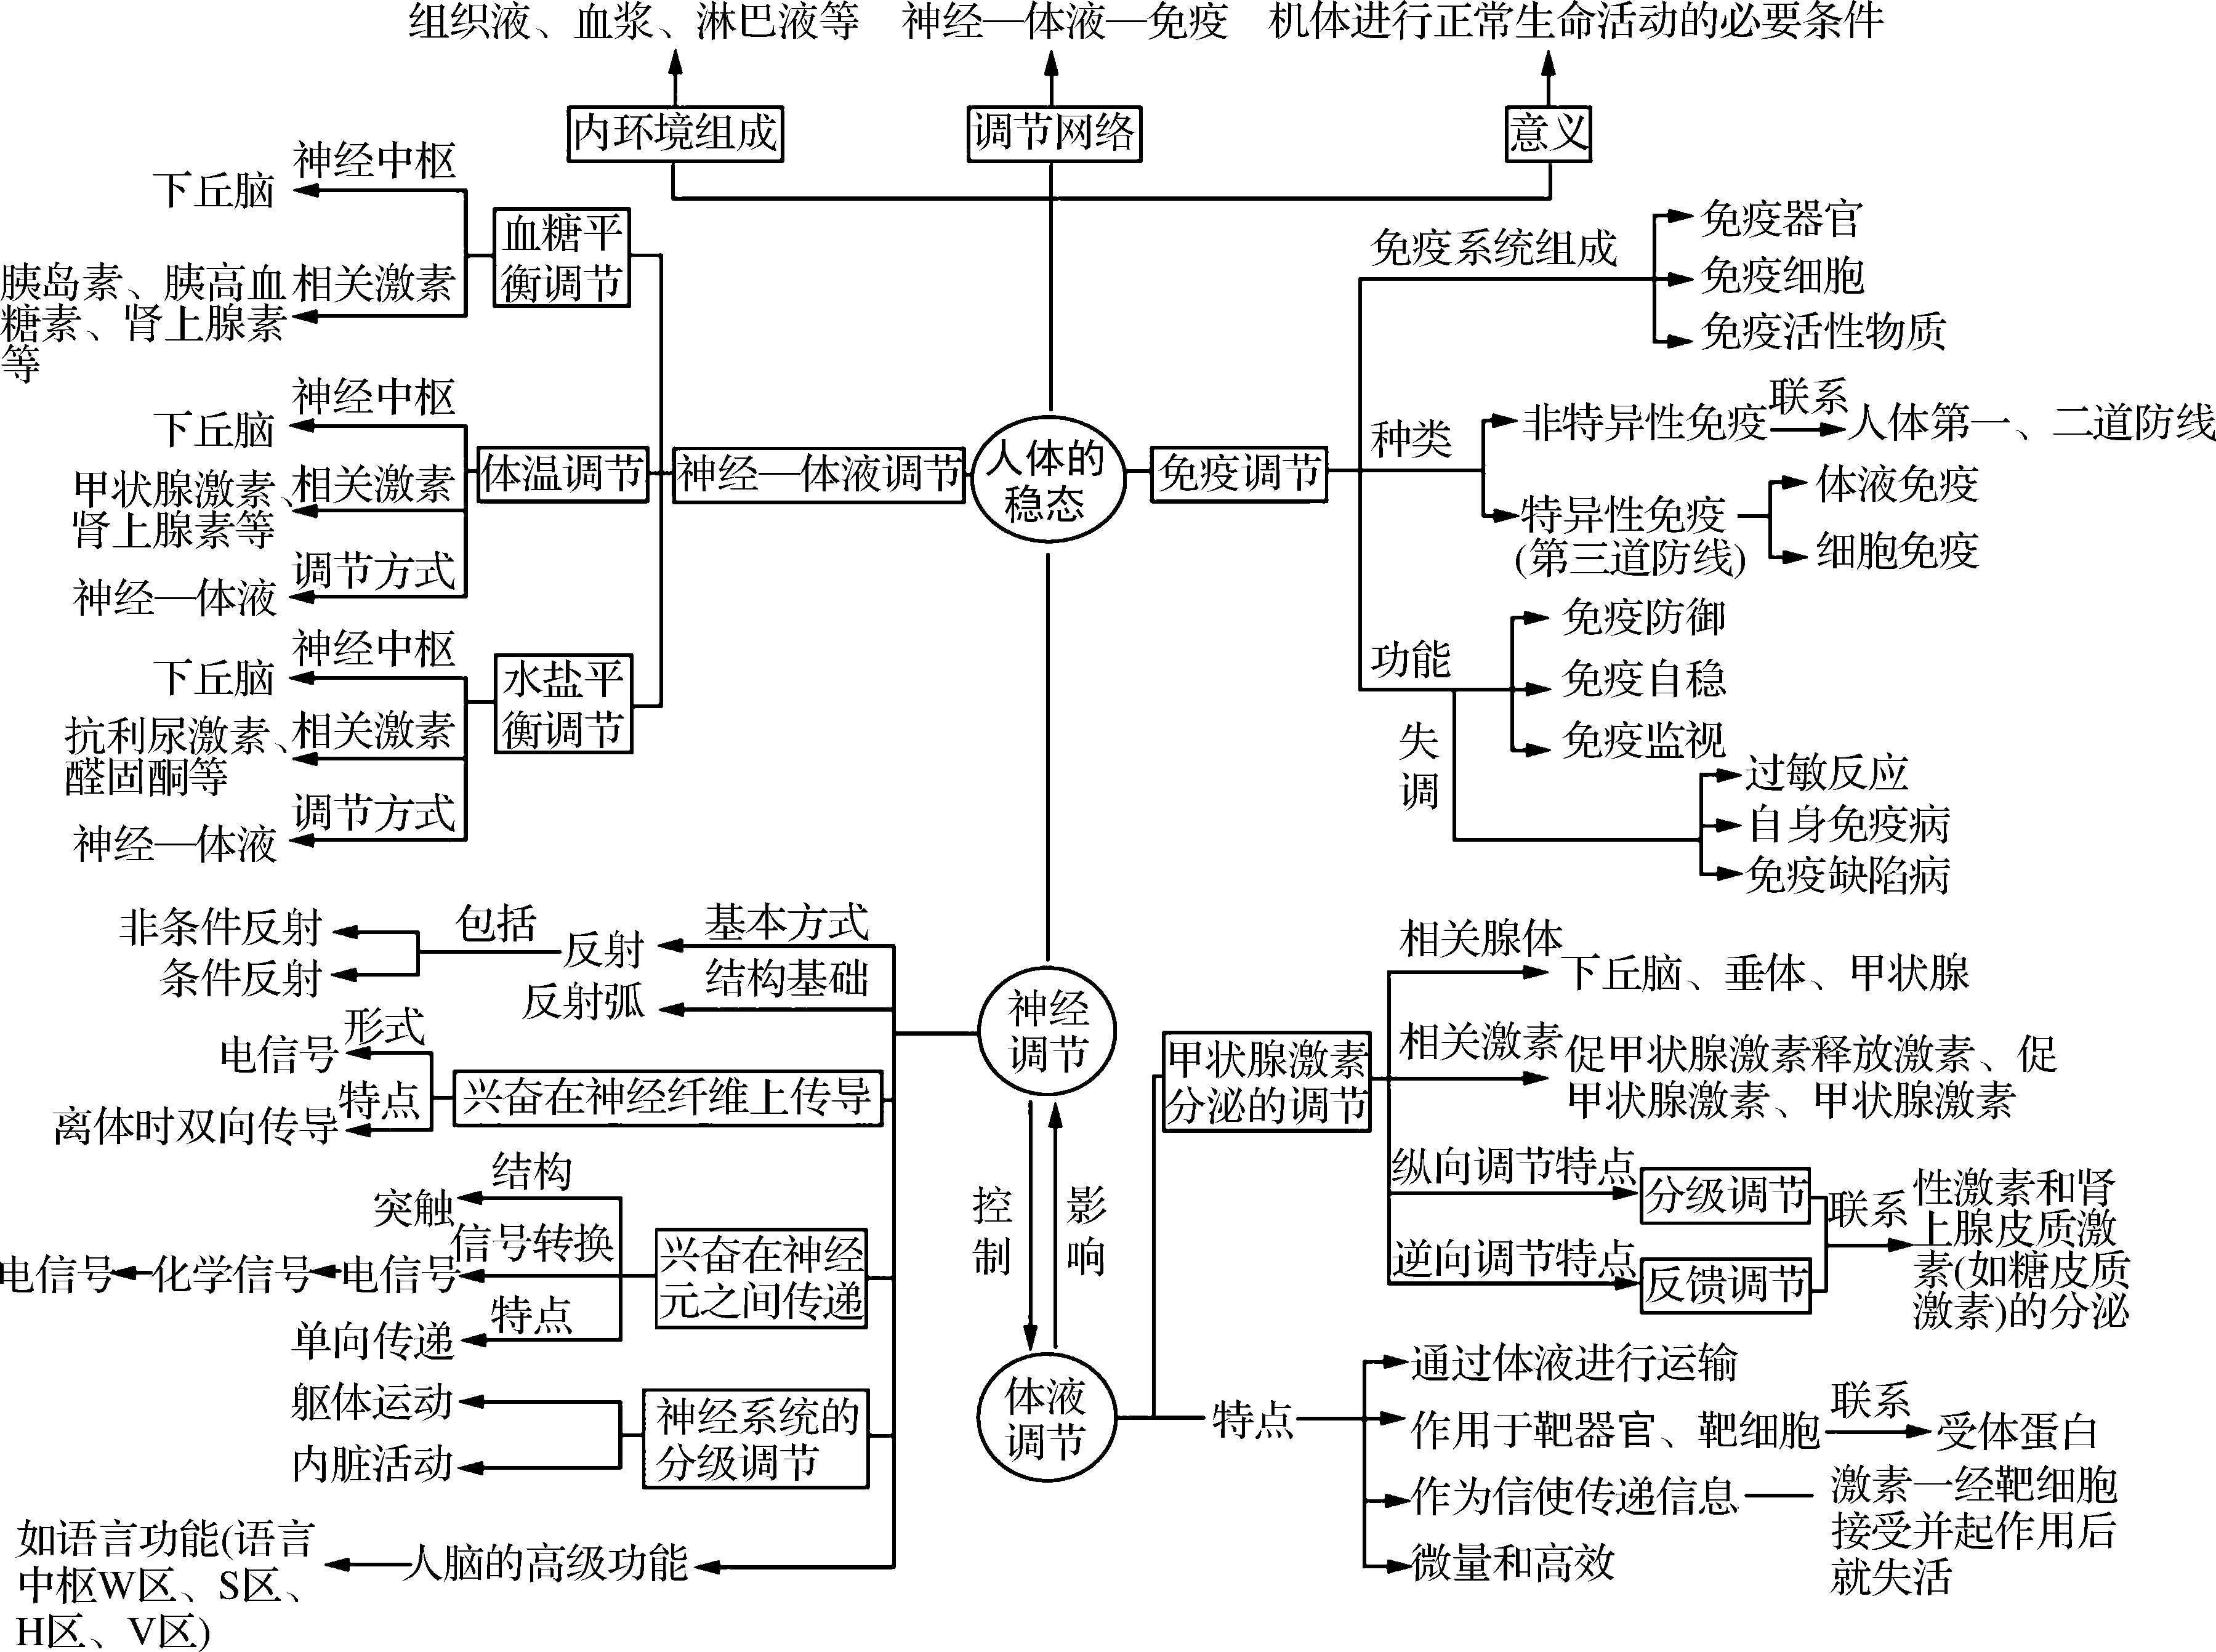 组织液、血浆、淋巴液等
神经—体液—免疫
机体进行正常生命活动的必要条件
内环境组成
调节网络
意义
神经中枢
下丘脑
血糖平
衡调节
相关激素
胰岛素、胰高血
糖素、肾上腺素
等
神经中枢
下丘脑
体温调节
相关激素
甲状腺激素、
肾上腺素等
调节方式
神经—体液
神经中枢
下丘脑
水盐平
衡调节
相关激素
抗利尿激素、
醛固酮等
调节方式
神经—体液
神经—体液调节
人体的
稳态
免疫调节
免疫系统组成
免疫器官
免疫细胞
免疫活性物质
种类
非特异性免疫
联系
人体第一、二道防线
特异性免疫
(第三道防线)
体液免疫
细胞免疫
功能
免疫防御
免疫自稳
免疫监视
失
调
过敏反应
自身免疫病
免疫缺陷病
神经
调节
基本方式
反射
包括
非条件反射
条件反射
结构基础
反射弧
兴奋在神经纤维上传导
形式
电信号
特点
离体时双向传导
兴奋在神经
元之间传递
结构
突触
信号转换
电信号
化学信号
电信号
特点
单向传递
神经系统的
分级调节
躯体运动
内脏活动
人脑的高级功能
如语言功能(语言
中枢W区、S区、
H区、V区)
控
制
影
响
体液
调节
甲状腺激素
分泌的调节
相关腺体
下丘脑、垂体、甲状腺
相关激素
促甲状腺激素释放激素、促
甲状腺激素、甲状腺激素
纵向调节特点
分级调节
逆向调节特点
反馈调节
联系
性激素和肾
上腺皮质激
素(如糖皮质
激素)的分泌
特点
通过体液进行运输
作用于靶器官、靶细胞
联系
受体蛋白
作为信使传递信息
激素一经靶细胞
接受并起作用后
就失活
微量和高效